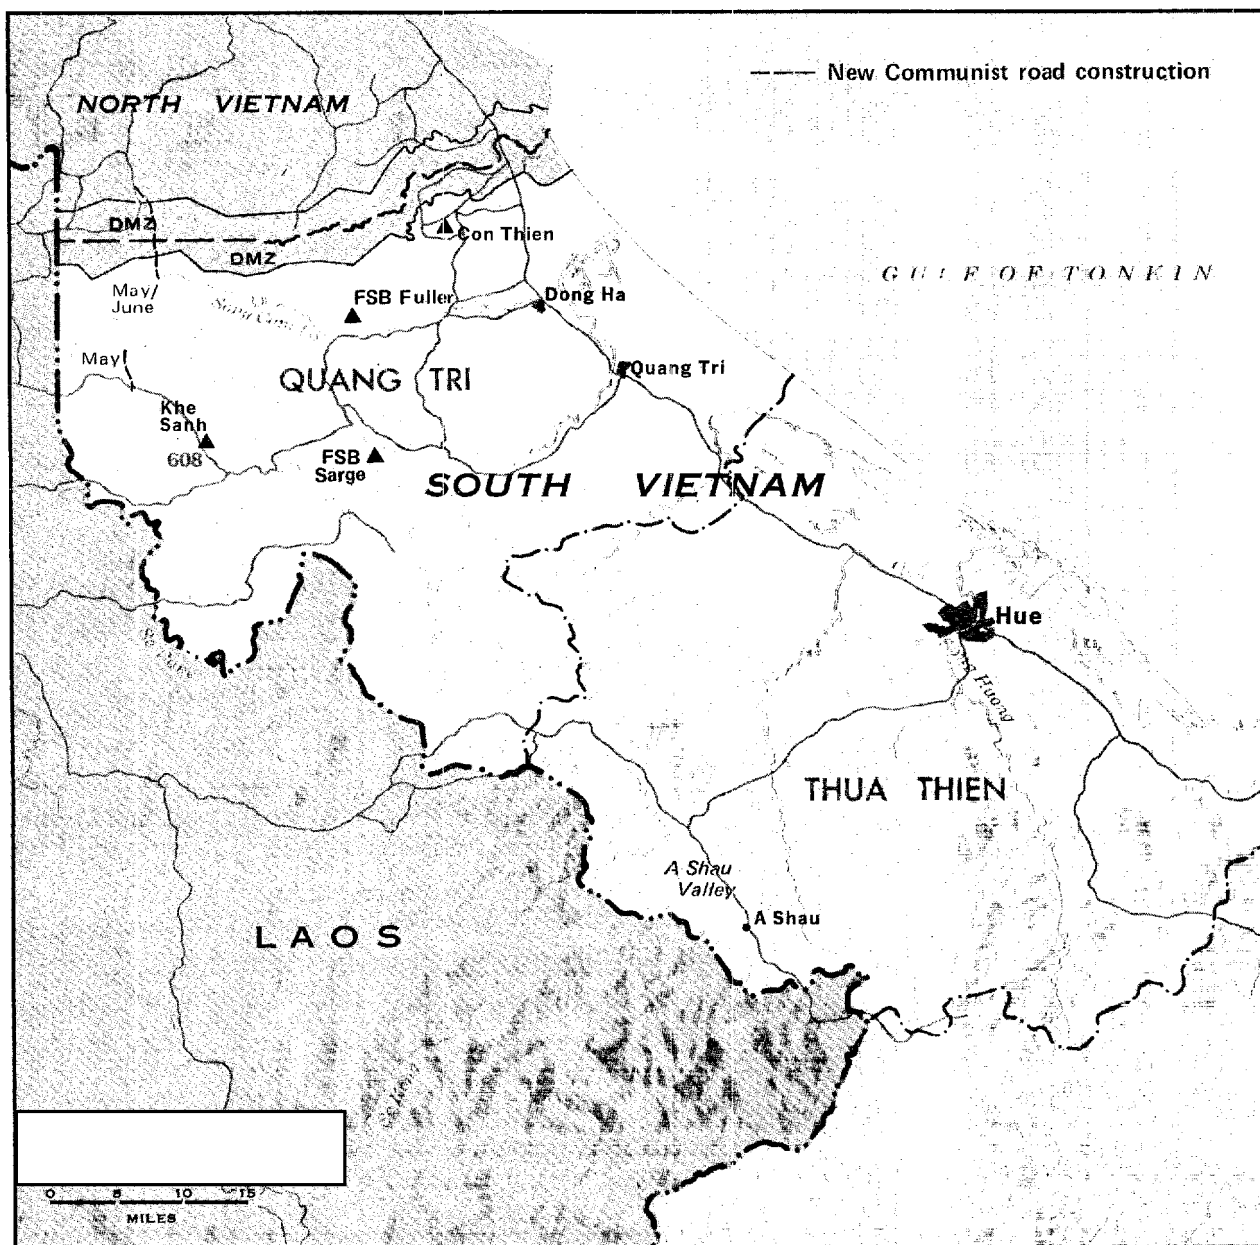 New Communist road construction
NORTH VIETNAM
DMZ
Con Thien
DMZ
GULF OF TONKIN
May/
June
FSB Fuller
Dong Ha
May
QUANG TRI
Quang Tri
Khe
Sanh
608
FSB
Sarge
SOUTH VIETNAM
Hue
Huong
THUA THIEN
A Shau
Valley
A Shau
LAOS
0 5 10 15
MILES